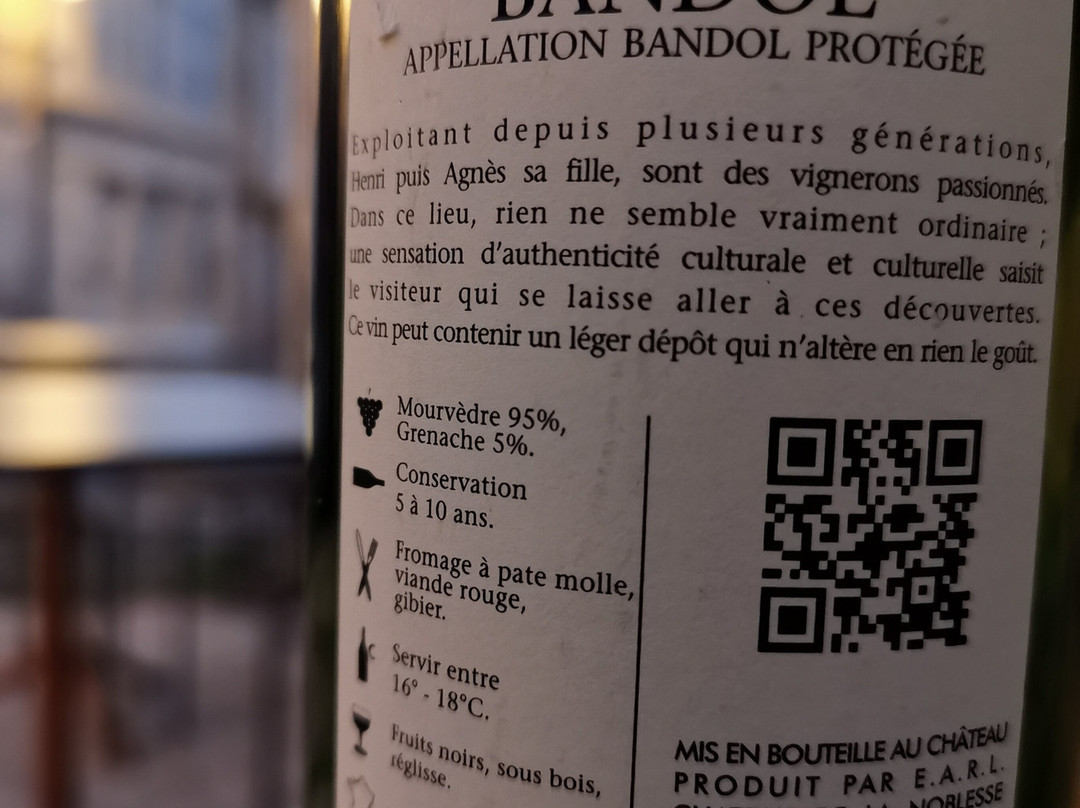 BANDOL
APPELLATION BANDOL PROTÉGÉE
Exploitant depuis plusieurs générations,
Henri puis Agnès sa fille, sont des vignerons passionnés.
Dans ce lieu, rien ne semble vraiment ordinaire ;
une sensation d'authenticité culturale et culturelle saisit
le visiteur qui se laisse aller à ces découvertes.
Ce vin peut contenir un léger dépôt qui n'altère en rien le goût.
Mourvèdre 95%,
Grenache 5%.
Conservation
5 à 10 ans.
Fromage à pate molle,
viande rouge,
gibier.
Servir entre
16° - 18°C.
Fruits noirs, sous bois,
réglisse.
MIS EN BOUTEILLE AU CHÂTEAU
PRODUIT PAR E.A.R.L.
NOBLESSE